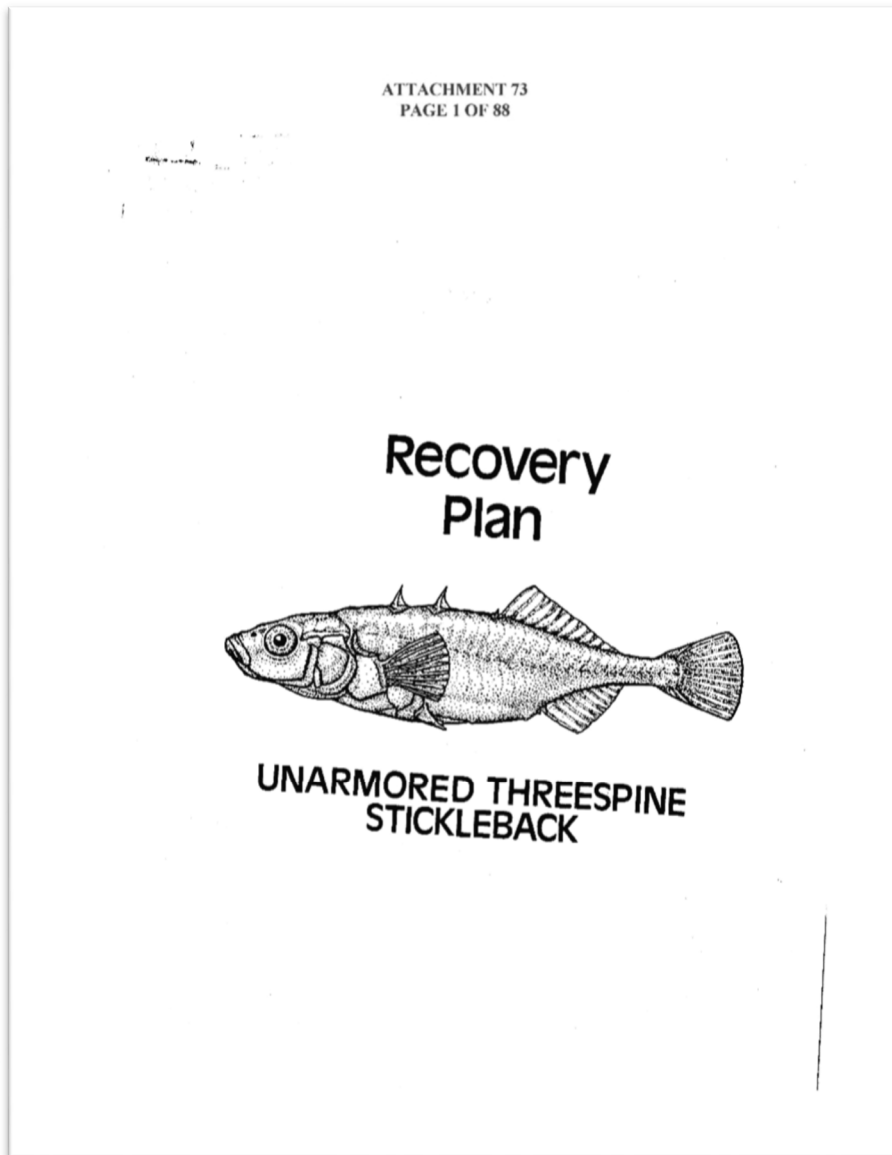 ATTACHMENT 73
PAGE 1 OF 88
Recovery
Plan
UNARMORED THREESPINE
STICKLEBACK